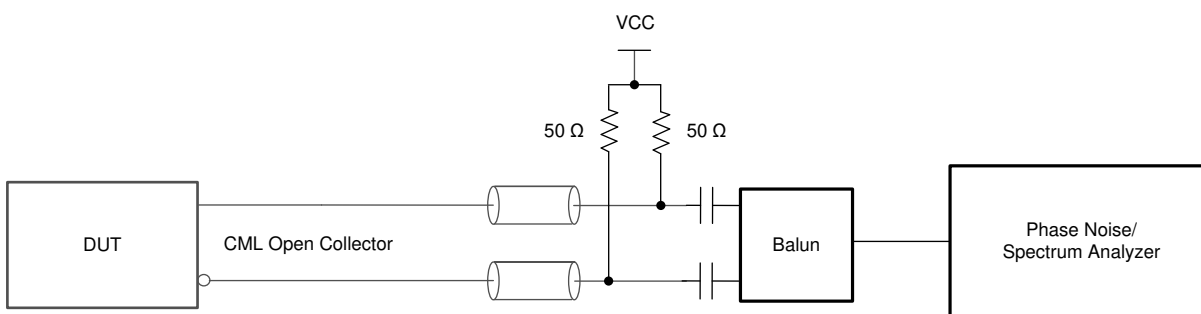 VCC
50 Ω
50 Ω
DUT
CML Open Collector
Balun
Phase Noise/
Spectrum Analyzer